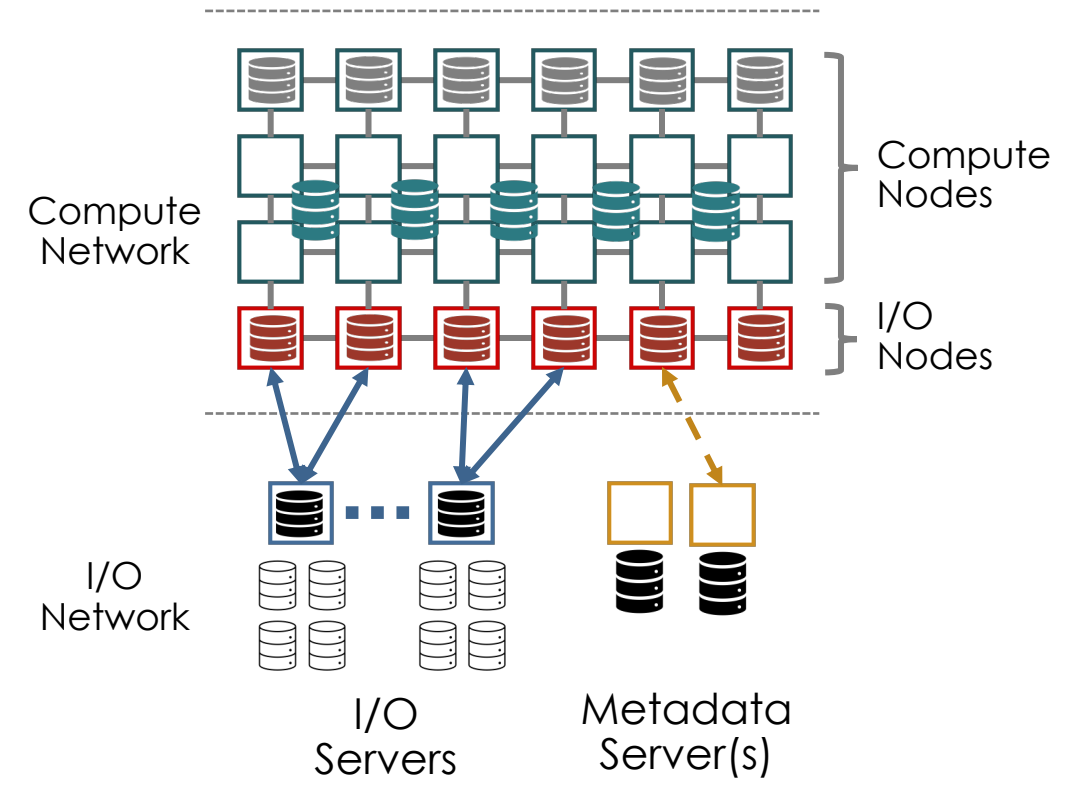 Compute
Nodes
Compute
Network
I/O
Nodes
I/O
Network
I/O
Servers
Metadata
Server(s)